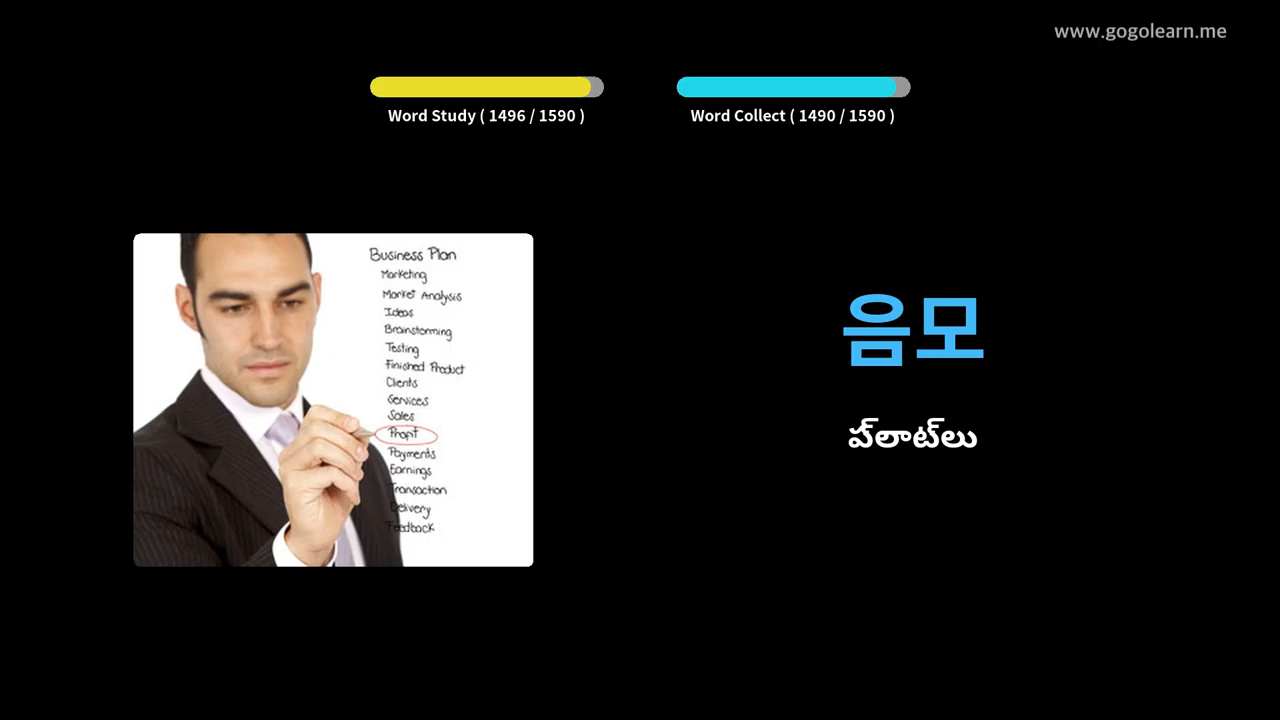 www.gogolearn.me
Word Study ( 1496 / 1590 )
Word Collect ( 1490 / 1590 )
Business Plan
Marketing
Market Analysis
Ideas
Brainstorming
Testing
Finished Product
Clients
Services
Sales
Profit
Payments
Earnings
Transaction
Delivery
Feedback
음모
ప్లాట్‌లు